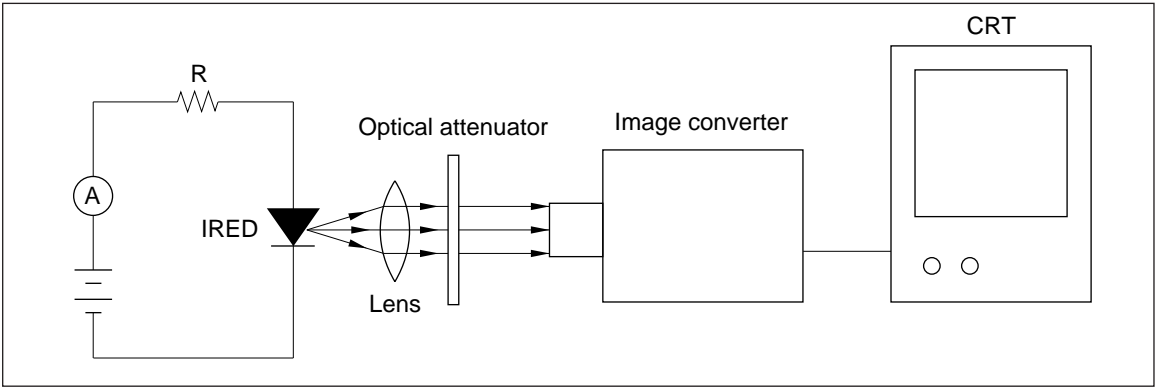 CRT
R
Optical attenuator
Image converter
A
IRED
Lens